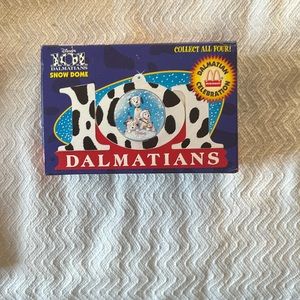 COLLECT ALL FOUR!
Disney's
101
DALMATIANS
SNOW DOME
DALMATIAN
CELEBRATION
101
DALMATIANS